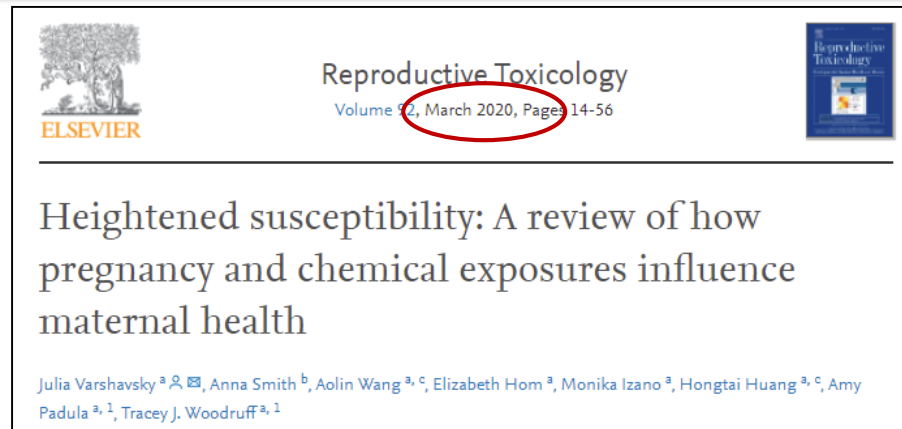 ELSEVIER
Reproductive Toxicology
Volume 92, March 2020, Pages 14-56
Reproductive
Toxicology
Heightened susceptibility: A review of how
pregnancy and chemical exposures influence
maternal health
Julia Varshavsky a, Anna Smith b, Aolin Wang a, c, Elizabeth Hom a, Monika Izano a, Hongtai Huang a, c, Amy
Padula a, 1, Tracey J. Woodruff a, 1